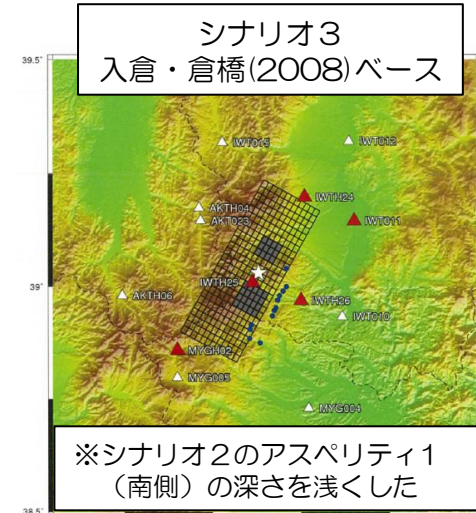 シナリオ３
入倉・倉橋(2008)ベース
39.5˚
IWT015
IWT012
IWTH24
AKTH04
AKT023
IWT011
IWTH25
39˚
AKTH06
IWTH26
IWT010
MYGH02
MYG005
MYG004
※シナリオ２のアスペリティ１
（南側）の深さを浅くした
38.5˚